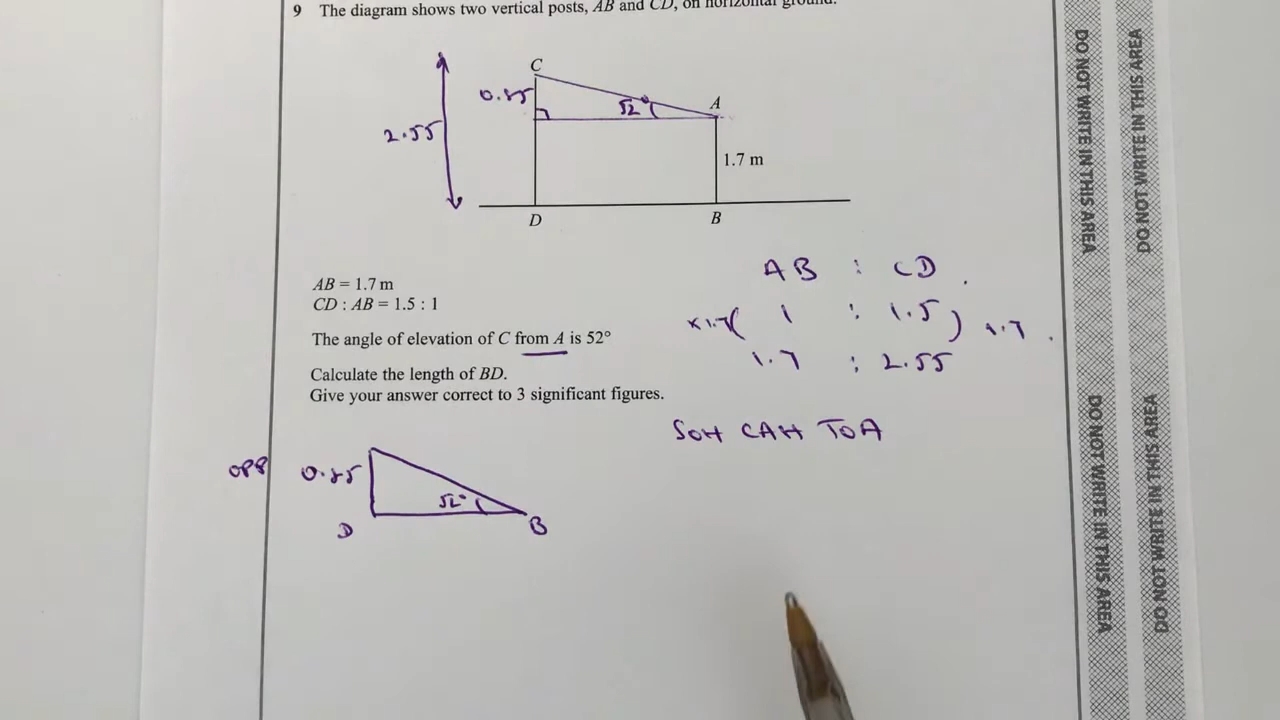 9 The diagram shows two vertical posts, AB and CD, on horizontal ground.
C
0.85
52°
A
2.55
1.7 m
D
B
AB : CD
AB = 1.7 m
CD : AB = 1.5 : 1
×1.7( 1 : 1.5 ) 1.7
The angle of elevation of C from A is 52°
1.7 : 2.55
Calculate the length of BD.
Give your answer correct to 3 significant figures.
SOH CAH TOA
OPP 0.85
52°
D
B
DO NOT WRITE IN THIS AREA
DO NOT WRITE IN THIS AREA
DO NOT WRITE IN THIS AREA
DO NOT WRITE IN THIS AREA